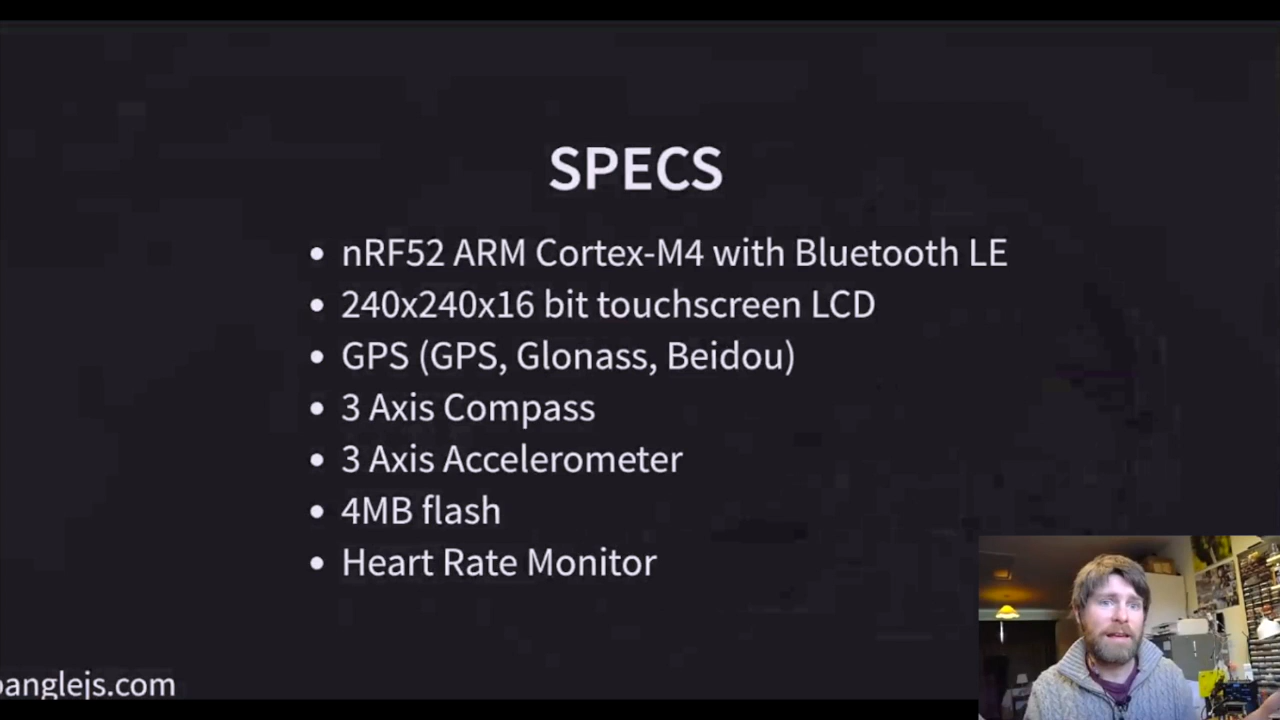 SPECS
nRF52 ARM Cortex-M4 with Bluetooth LE
240x240x16 bit touchscreen LCD
GPS (GPS, Glonass, Beidou)
3 Axis Compass
3 Axis Accelerometer
4MB flash
Heart Rate Monitor
anglejs.com